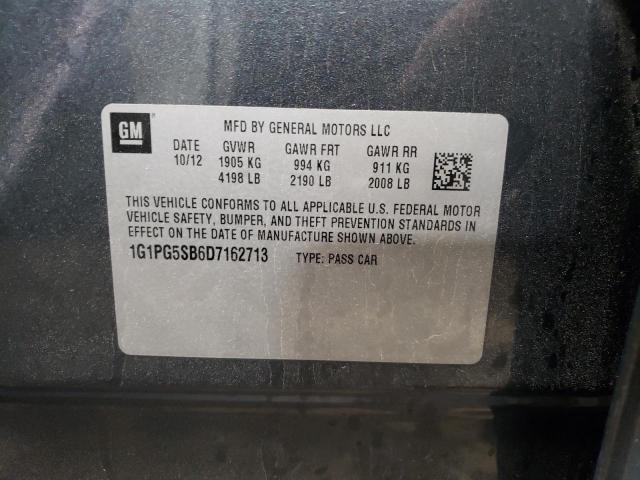 GM
MFD BY GENERAL MOTORS LLC
DATE GVWR GAWR FRT GAWR RR
10/12 1905 KG 994 KG 911 KG
4198 LB 2190 LB 2008 LB
THIS VEHICLE CONFORMS TO ALL APPLICABLE U.S. FEDERAL MOTOR
VEHICLE SAFETY, BUMPER, AND THEFT PREVENTION STANDARDS IN
EFFECT ON THE DATE OF MANUFACTURE SHOWN ABOVE.
1G1PG5SB6D7162713 TYPE: PASS CAR